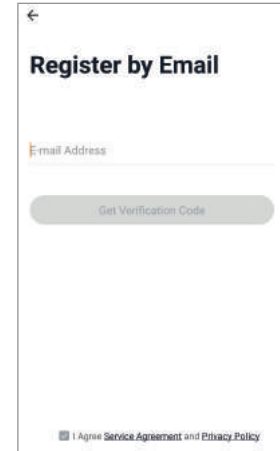 Register by Email
E-mail Address
Get Verification Code
I Agree Service Agreement and Privacy Policy